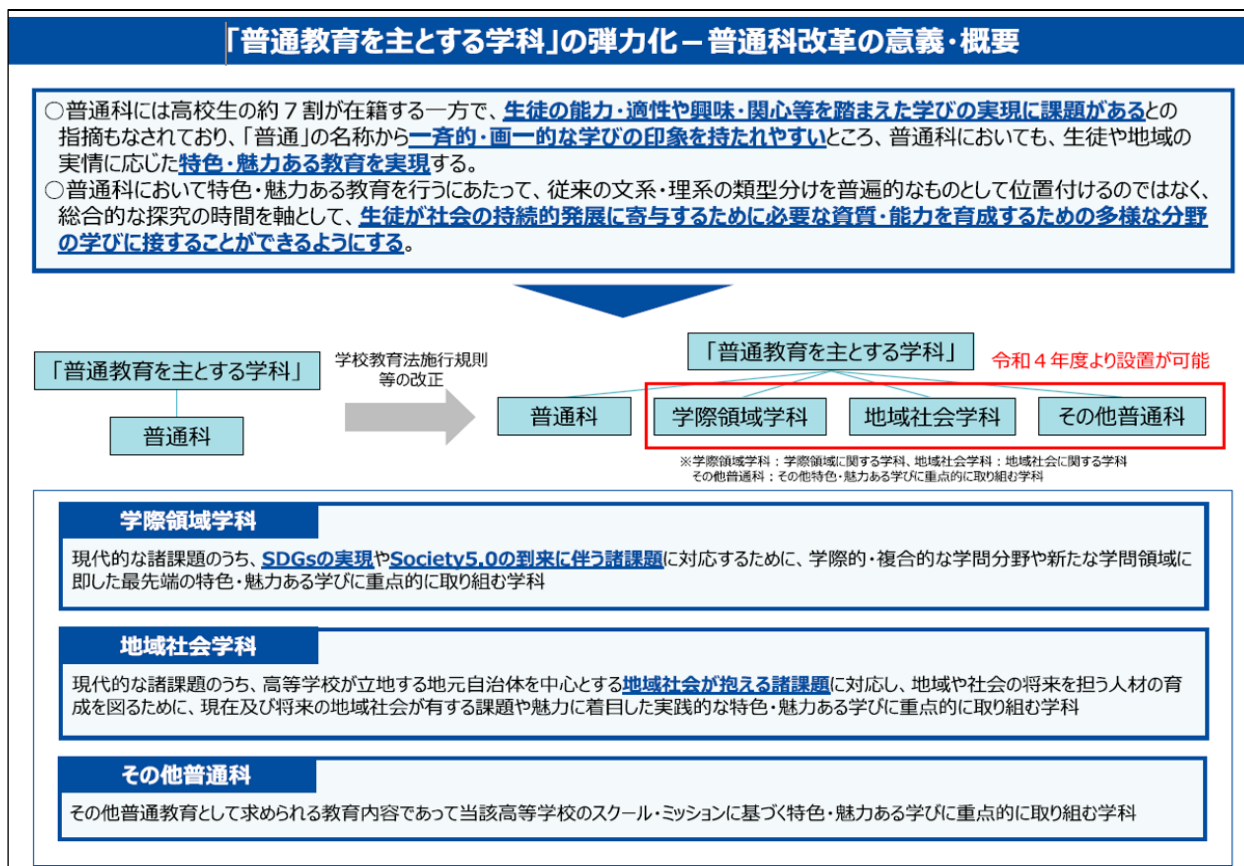 「普通教育を主とする学科」の弾力化－普通科改革の意義・概要
○普通科には高校生の約７割が在籍する一方で、生徒の能力・適性や興味・関心等を踏まえた学びの実現に課題があるとの
指摘もなされており、「普通」の名称から一斉的・画一的な学びの印象を持たれやすいところ、普通科においても、生徒や地域の
実情に応じた特色・魅力ある教育を実現する。
○普通科において特色・魅力ある教育を行うにあたって、従来の文系・理系の類型分けを普遍的なものとして位置付けるのではなく、
総合的な探究の時間を軸として、生徒が社会の持続的発展に寄与するために必要な資質・能力を育成するための多様な分野
の学びに接することができるようにする。
「普通教育を主とする学科」
普通科
学校教育法施行規則
等の改正
「普通教育を主とする学科」
令和４年度より設置が可能
普通科
学際領域学科
地域社会学科
その他普通科
※学際領域学科：学際領域に関する学科、地域社会学科：地域社会に関する学科
その他普通科：その他特色・魅力ある学びに重点的に取り組む学科
学際領域学科
現代的な諸課題のうち、SDGsの実現やSociety5.0の到来に伴う諸課題に対応するために、学際的・複合的な学問分野や新たな学問領域に
即した最先端の特色・魅力ある学びに重点的に取り組む学科
地域社会学科
現代的な諸課題のうち、高等学校が立地する地元自治体を中心とする地域社会が抱える諸課題に対応し、地域や社会の将来を担う人材の育
成を図るために、現在及び将来の地域社会が有する課題や魅力に着目した実践的な特色・魅力ある学びに重点的に取り組む学科
その他普通科
その他普通教育として求められる教育内容であって当該高等学校のスクール・ミッションに基づく特色・魅力ある学びに重点的に取り組む学科